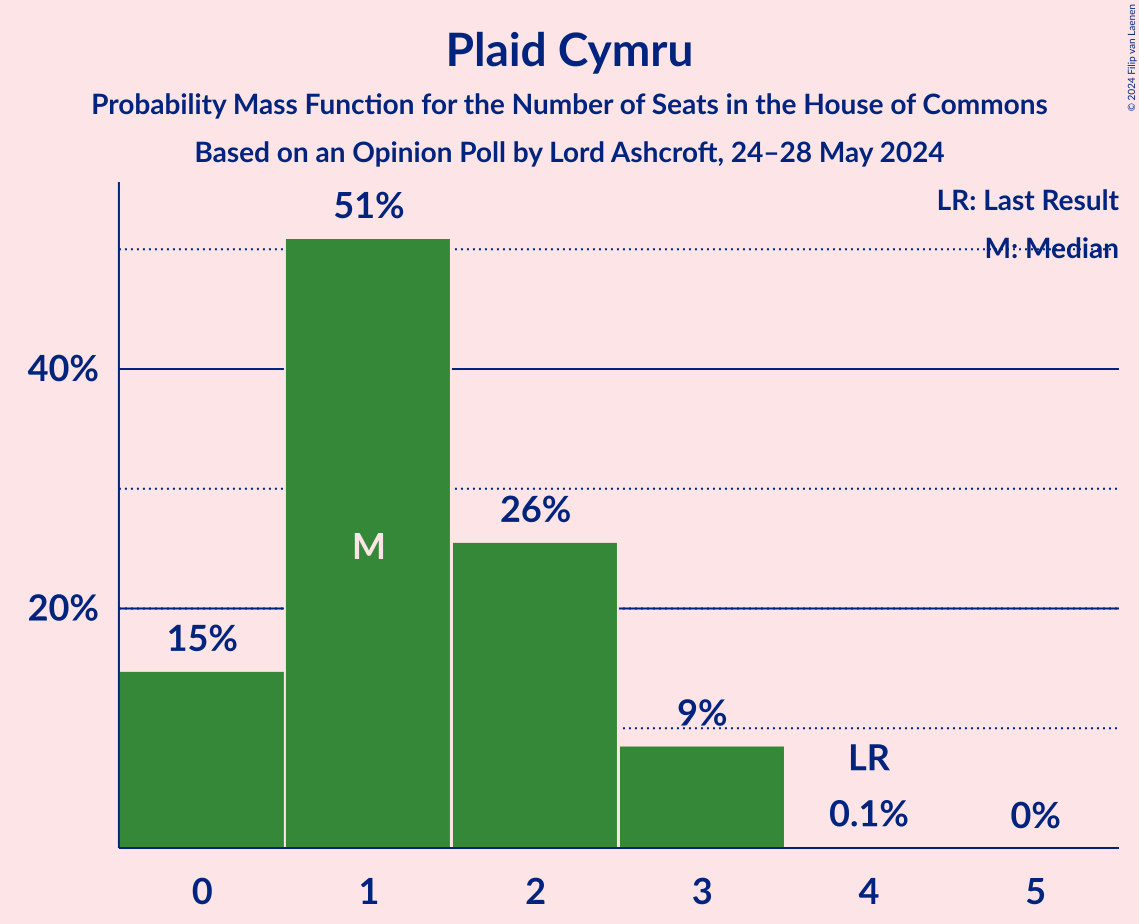 Plaid Cymru
Probability Mass Function for the Number of Seats in the House of Commons
Based on an Opinion Poll by Lord Ashcroft, 24–28 May 2024
© 2024 Filip van Laenen
LR: Last Result
M: Median
51%
40%
26%
M
20%
15%
9%
LR
0.1%
0%
0 1 2 3 4 5